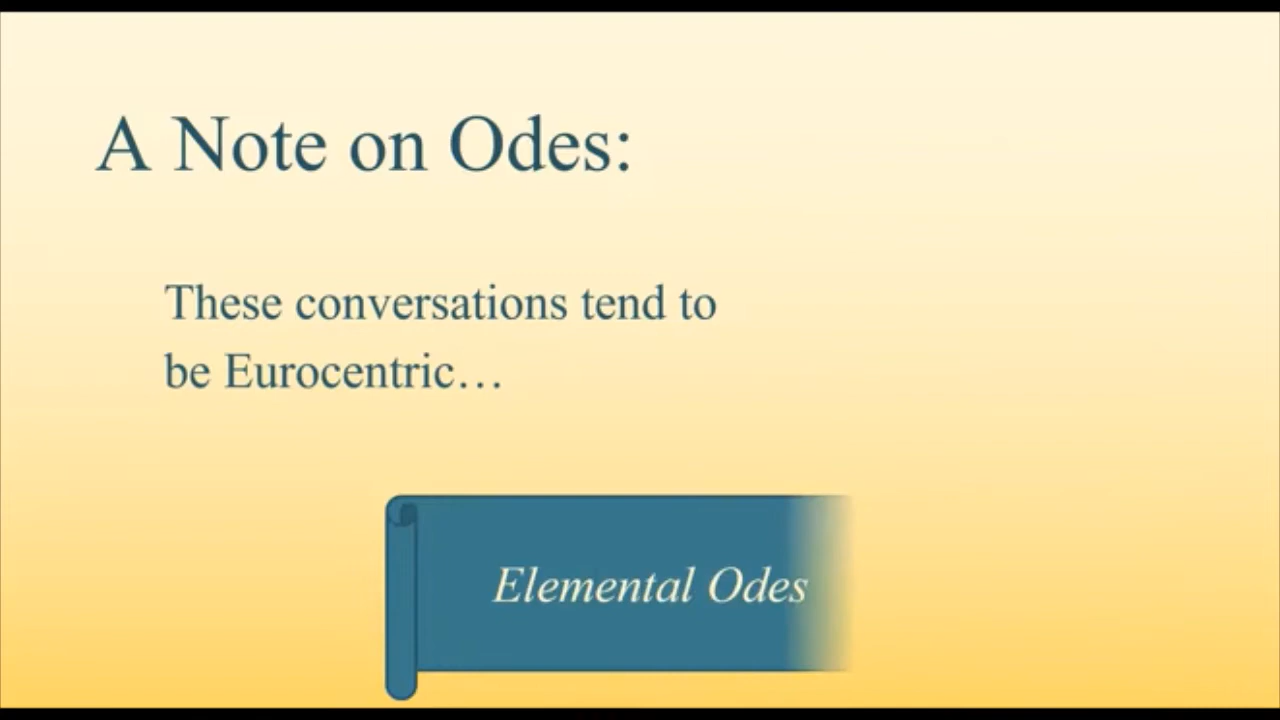 A Note on Odes:
These conversations tend to
be Eurocentric…
Elemental Odes